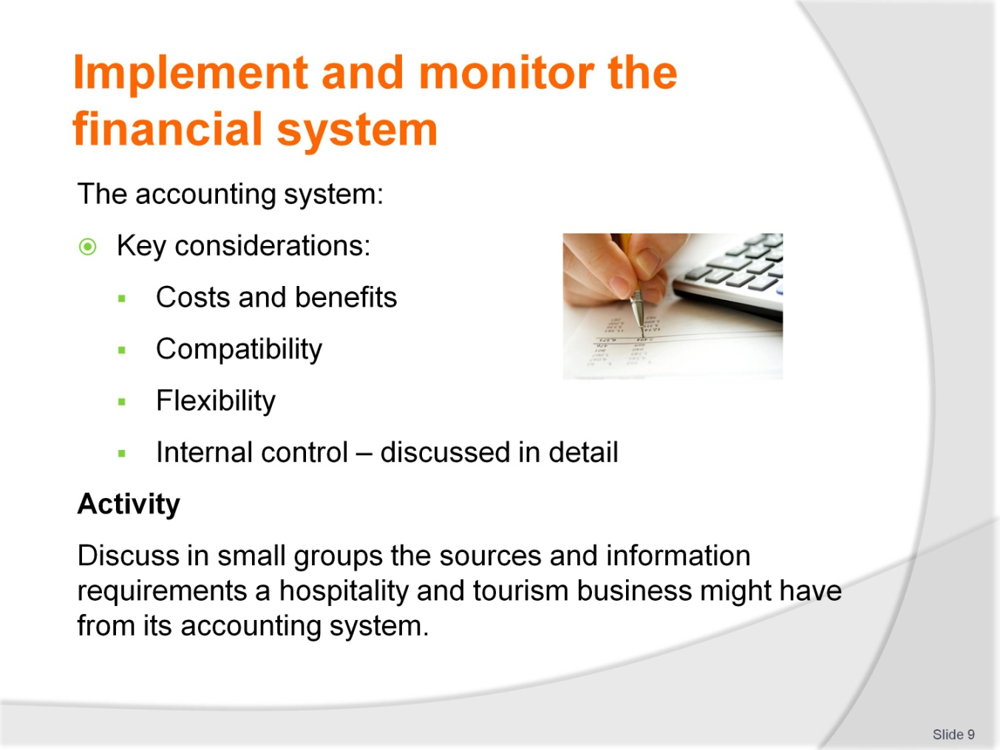 Implement and monitor the
financial system
The accounting system:
Key considerations:
Costs and benefits
Compatibility
Flexibility
Internal control – discussed in detail
Activity
Discuss in small groups the sources and information
requirements a hospitality and tourism business might have
from its accounting system.
Slide 9